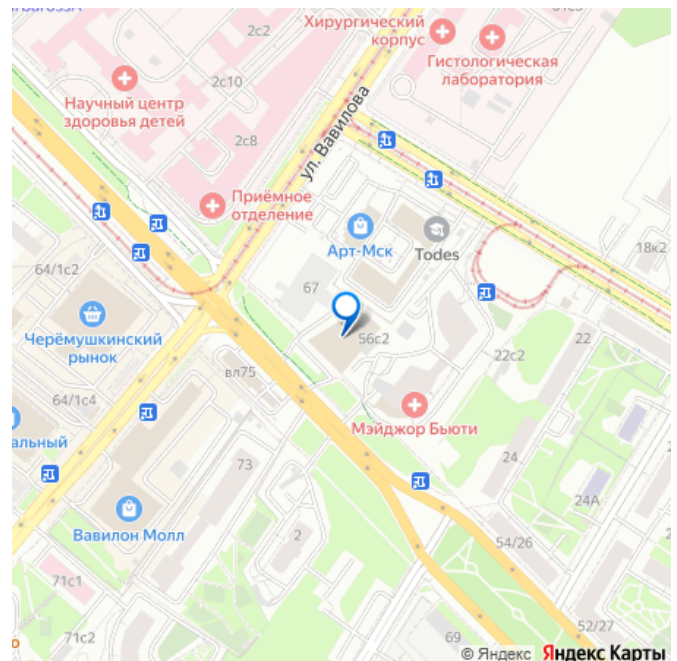 2с2
Хирургический
корпус
Гистологическая
лаборатория
2с10
Научный центр
здоровья детей
2с8
ул. Вавилова
Приёмное
отделение
Арт-Мск
Todes
18к2
64/1с2
67
Черёмушкинский
рынок
56с2
22
22с2
вл75
64/1с4
Мэйджор Бьюти
альный
73
24
24А
Вавилон Молл
2
54/26
71с1
71с2
69
52/27
© Яндекс Яндекс Карты